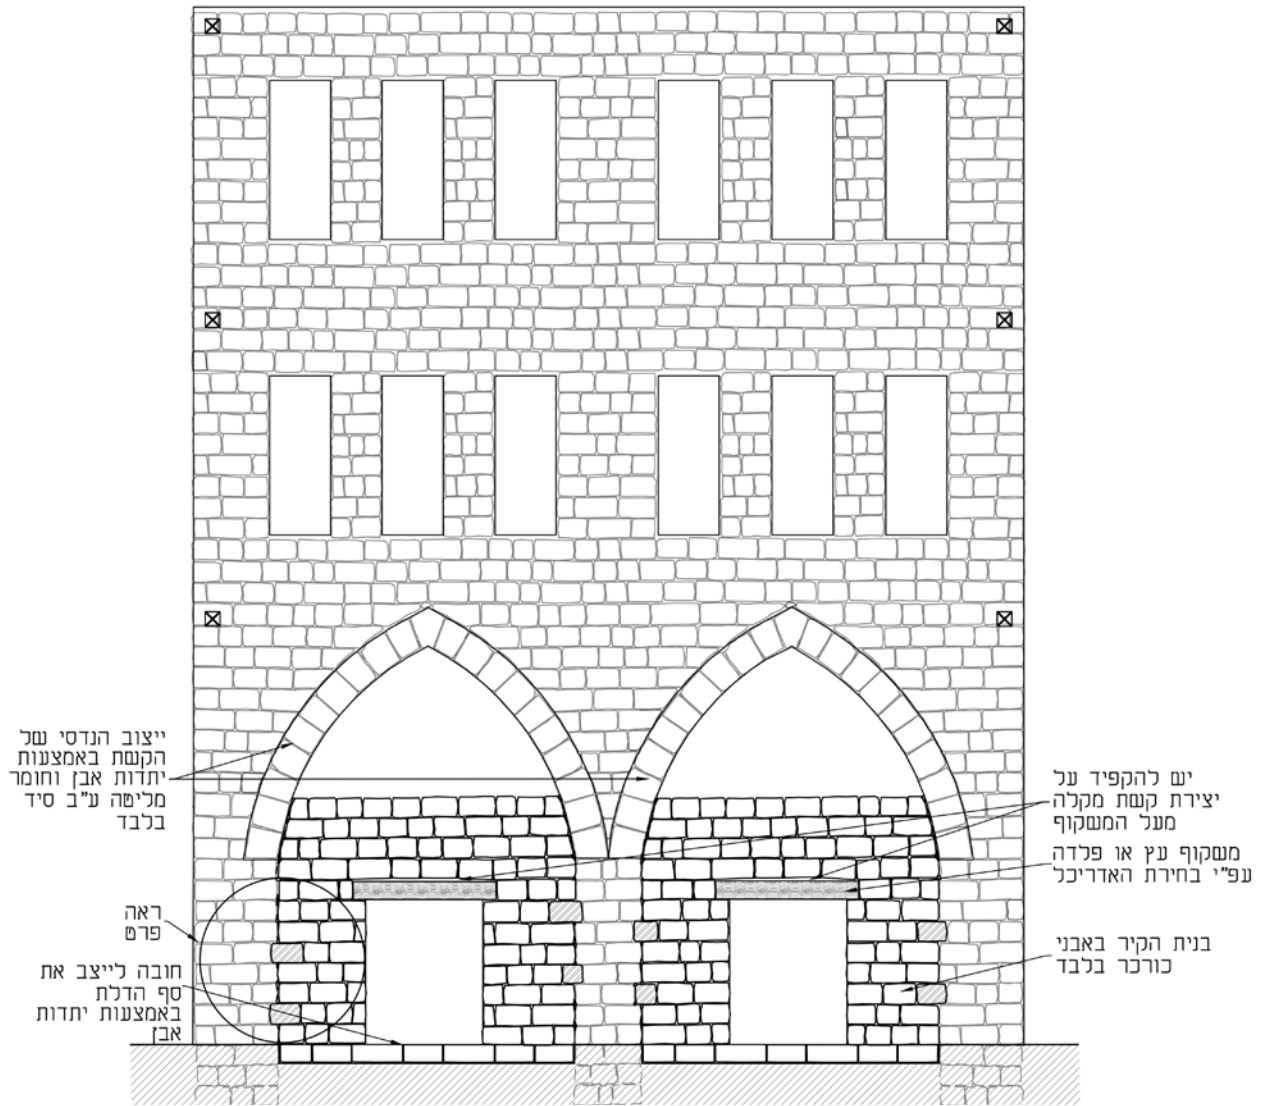 ייצוב הנדסי של
הקשת באמצעות
יתדות אבן וחומר
מליטה ע"ב סיד
בלבד
יש להקפיד על
יצירת קשת מקלה
מעל המשקוף
משקוף עץ או פלדה
עפ"י בחירת האדריכל
ראה
פרט
חובה לייצב את
סף הדלת
באמצעות יתדות
אבן
בנית הקיר באבני
כורכר בלבד